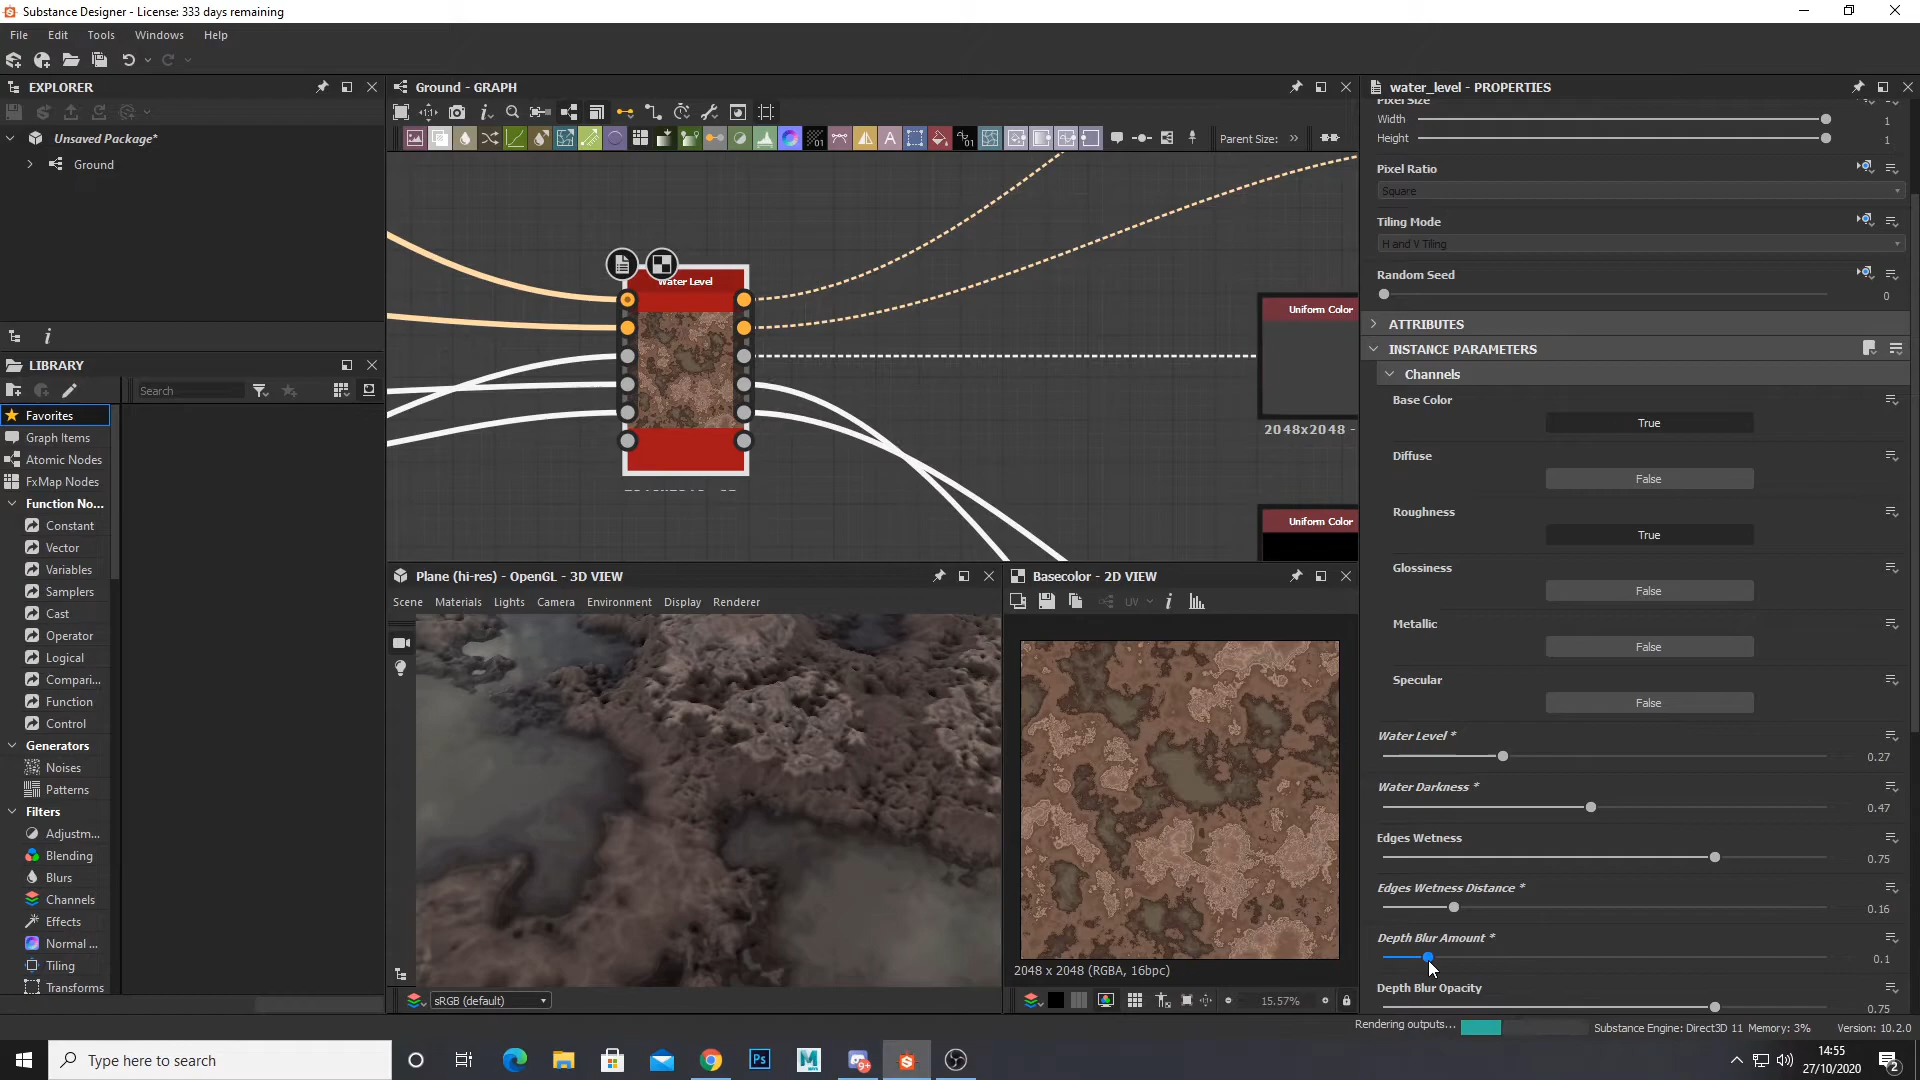 Substance Designer - License: 333 days remaining
File Edit Tools Windows Help
EXPLORER
Unsaved Package*
Ground
LIBRARY
Search
Favorites
Graph Items
Atomic Nodes
FxMap Nodes
Function No...
Constant
Vector
Variables
Samplers
Cast
Operator
Logical
Compari...
Function
Control
Generators
Noises
Patterns
Filters
Adjustm...
Blending
Blurs
Channels
Effects
Normal ...
Tiling
Transforms
Ground - GRAPH
Parent Size:
Water Level
Uniform Color
2048x2048 -
Uniform Color
Plane (hi-res) - OpenGL - 3D VIEW
Scene Materials Lights Camera Environment Display Renderer
sRGB (default)
Basecolor - 2D VIEW
UV
2048 x 2048 (RGBA, 16bpc)
15.57%
water_level - PROPERTIES
Pixel Size
Width 1
Height 1
Pixel Ratio
Square
Tiling Mode
H and V Tiling
Random Seed
0
ATTRIBUTES
INSTANCE PARAMETERS
Channels
Base Color
True
Diffuse
False
Roughness
True
Glossiness
False
Metallic
False
Specular
False
Water Level *
0.27
Water Darkness *
0.47
Edges Wetness
0.75
Edges Wetness Distance *
0.16
Depth Blur Amount *
0.1
Depth Blur Opacity
0.75
Rendering outputs... Substance Engine: Direct3D 11 Memory: 3% Version: 10.2.0
Type here to search
Ps
M
9+
14:55
27/10/2020
2